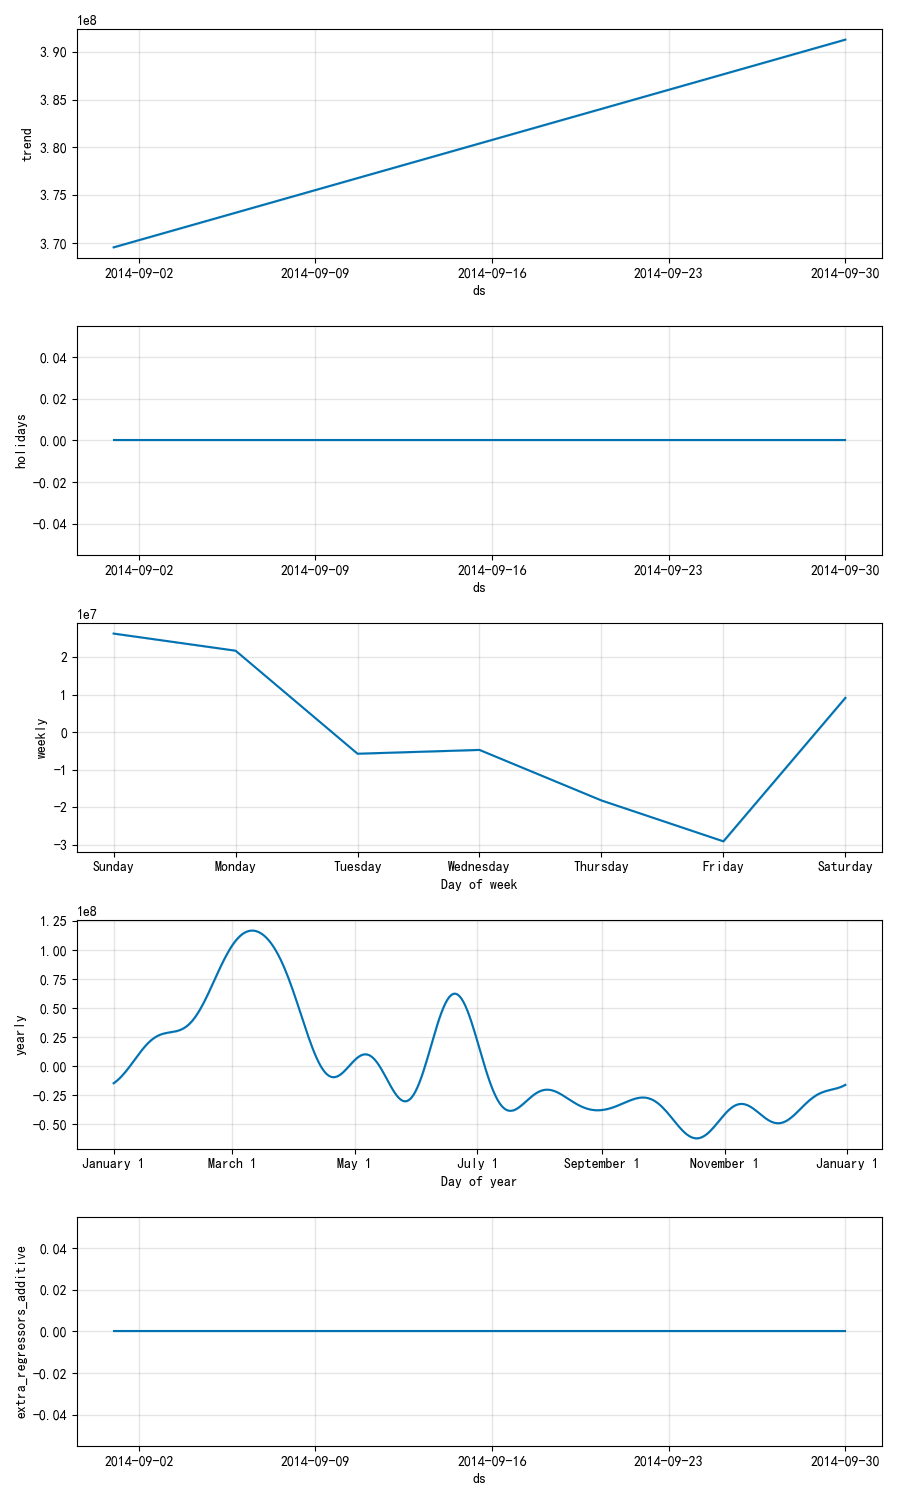 1e8
3.90
3.85
3.80
3.75
3.70
trend
2014-09-02 2014-09-09 2014-09-16 2014-09-23 2014-09-30
ds
0.04
0.02
0.00
-0.02
-0.04
holidays
2014-09-02 2014-09-09 2014-09-16 2014-09-23 2014-09-30
ds
1e7
2
1
0
-1
-2
-3
weekly
Sunday Monday Tuesday Wednesday Thursday Friday Saturday
Day of week
1e8
1.25
1.00
0.75
0.50
0.25
0.00
-0.25
-0.50
yearly
January 1 March 1 May 1 July 1 September 1 November 1 January 1
Day of year
0.04
0.02
0.00
-0.02
-0.04
extra_regressors_additive
2014-09-02 2014-09-09 2014-09-16 2014-09-23 2014-09-30
ds